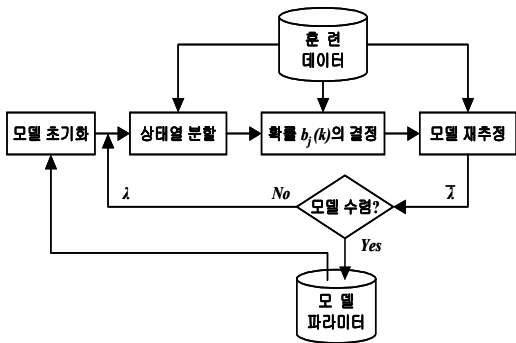 훈 련
데이터
모델 초기화
상태열 분할
확률 b_j(k)의 결정
모델 재추정
λ
No
모델 수렴?
λ̄
Yes
모 델
파라미터